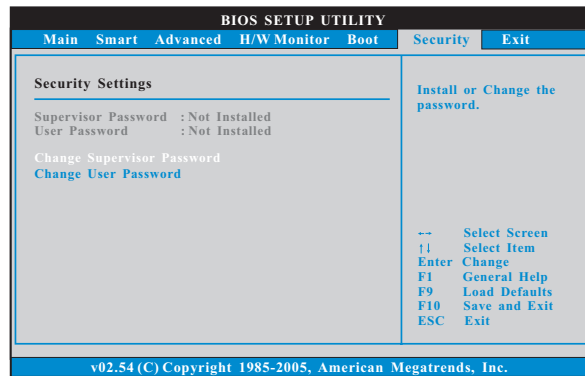 BIOS SETUP UTILITY
Main Smart Advanced H/W Monitor Boot Security Exit
Security Settings
Supervisor Password : Not Installed
User Password : Not Installed
Change Supervisor Password
Change User Password
Install or Change the
password.
←→ Select Screen
↑↓ Select Item
Enter Change
F1 General Help
F9 Load Defaults
F10 Save and Exit
ESC Exit
v02.54 (C) Copyright 1985-2005, American Megatrends, Inc.